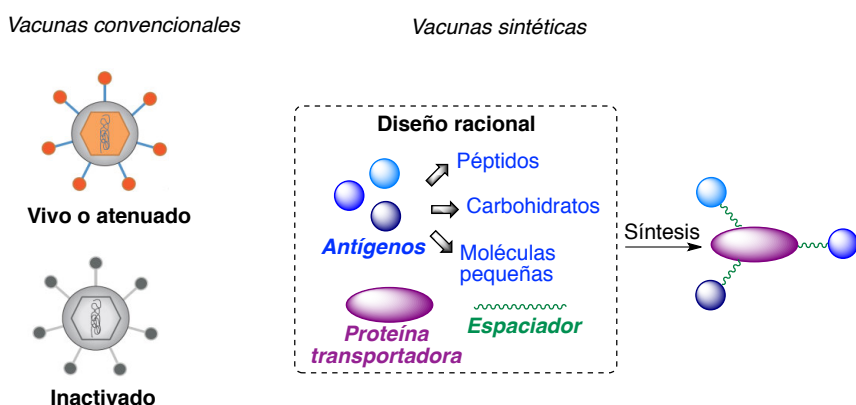 Vacunas convencionales
Vacunas sintéticas
Vivo o atenuado
Inactivado
Diseño racional
Antígenos
Péptidos
Carbohidratos
Moléculas
pequeñas
Proteína
transportadora
Espaciador
Síntesis